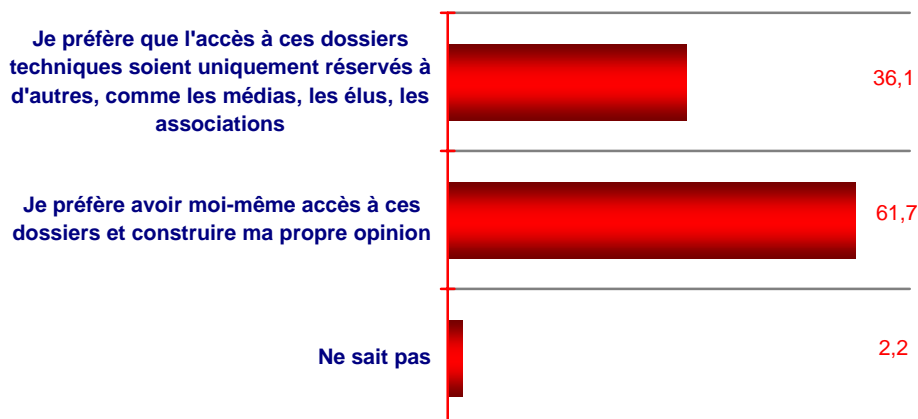 Je préfère que l'accès à ces dossiers
techniques soient uniquement réservés à
d'autres, comme les médias, les élus, les
associations
36,1
Je préfère avoir moi-même accès à ces
dossiers et construire ma propre opinion
61,7
Ne sait pas
2,2